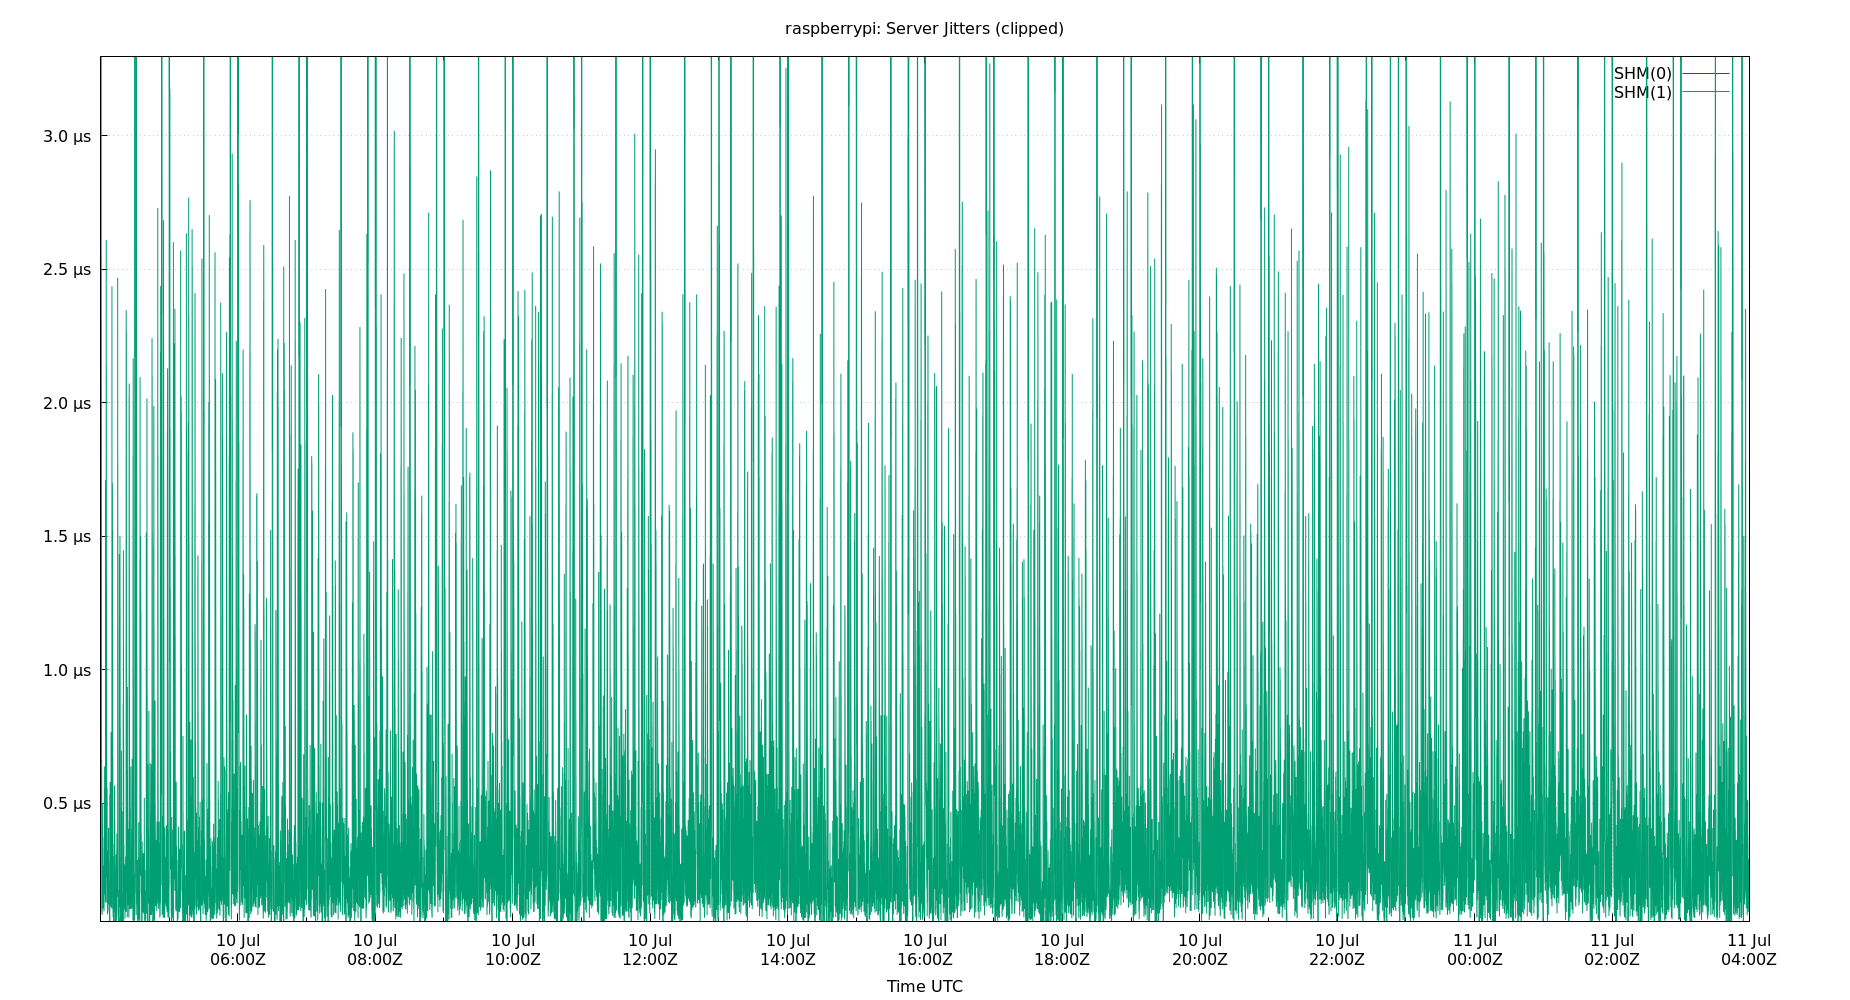 raspberrypi: Server Jitters (clipped)
SHM(0)
SHM(1)
3.0 µs
2.5 µs
2.0 µs
1.5 µs
1.0 µs
0.5 µs
10 Jul 10 Jul 10 Jul 10 Jul 10 Jul 10 Jul 10 Jul 10 Jul 10 Jul 11 Jul 11 Jul 11 Jul
06:00Z 08:00Z 10:00Z 12:00Z 14:00Z 16:00Z 18:00Z 20:00Z 22:00Z 00:00Z 02:00Z 04:00Z
Time UTC